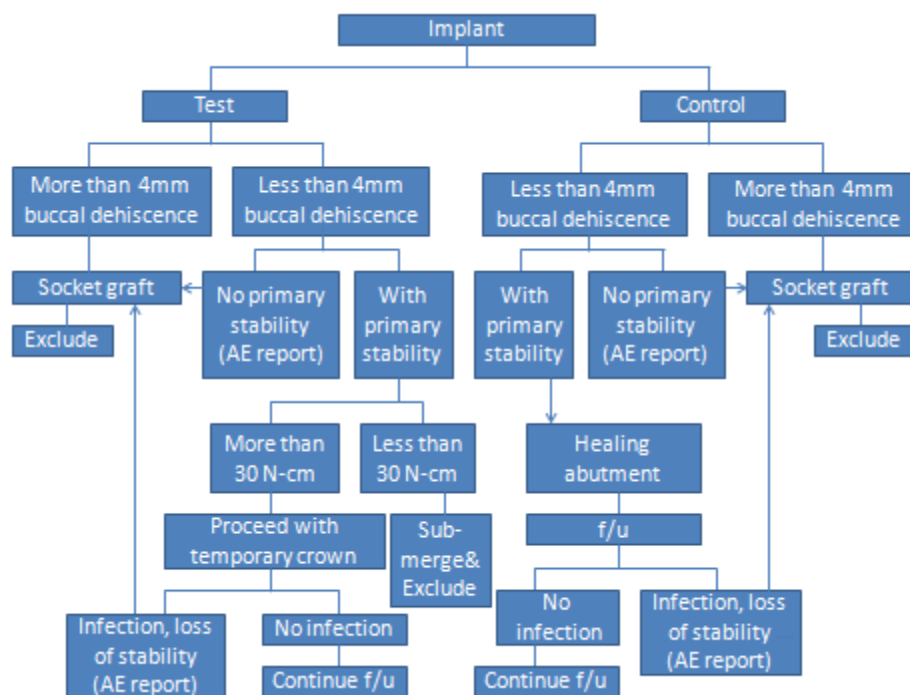 Implant
Test
Control
More than 4mm
buccal dehiscence
Less than 4mm
buccal dehiscence
Less than 4mm
buccal dehiscence
More than 4mm
buccal dehiscence
Socket graft
No primary
stability
(AE report)
With
primary
stability
With
primary
stability
No primary
stability
(AE report)
Socket graft
Exclude
Exclude
More than
30 N-cm
Less than
30 N-cm
Healing
abutment
Proceed with
temporary crown
Sub-
merge&
Exclude
f/u
Infection, loss
of stability
(AE report)
No infection
No
infection
Infection, loss
of stability
(AE report)
Continue f/u
Continue f/u